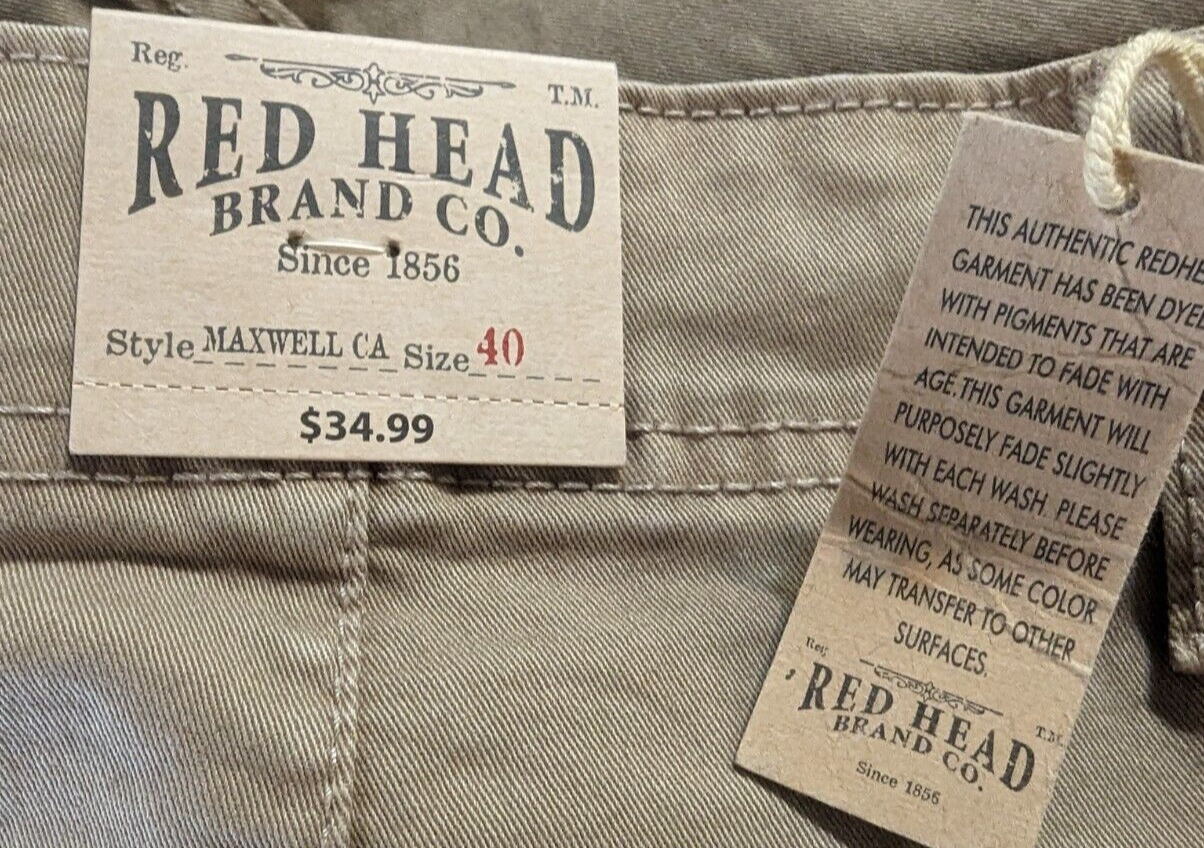 Reg.
T.M.
RED HEAD
BRAND CO.
Since 1856
Style MAXWELL CA Size 40
$34.99
THIS AUTHENTIC REDHE
GARMENT HAS BEEN DYE
WITH PIGMENTS THAT ARE
INTENDED TO FADE WITH
AGE.THIS GARMENT WILL
PURPOSELY FADE SLIGHTLY
WITH EACH WASH. PLEASE
WASH SEPARATELY BEFORE
WEARING, AS SOME COLOR
MAY TRANSFER TO OTHER
SURFACES.
Reg.
T.M.
RED HEAD
BRAND CO.
Since 1856